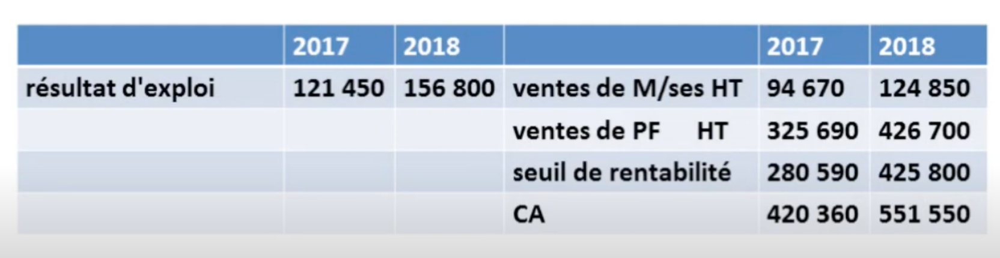 2017 2018 2017 2018
résultat d'exploi 121 450 156 800 ventes de M/ses HT 94 670 124 850
ventes de PF HT 325 690 426 700
seuil de rentabilité 280 590 425 800
CA 420 360 551 550